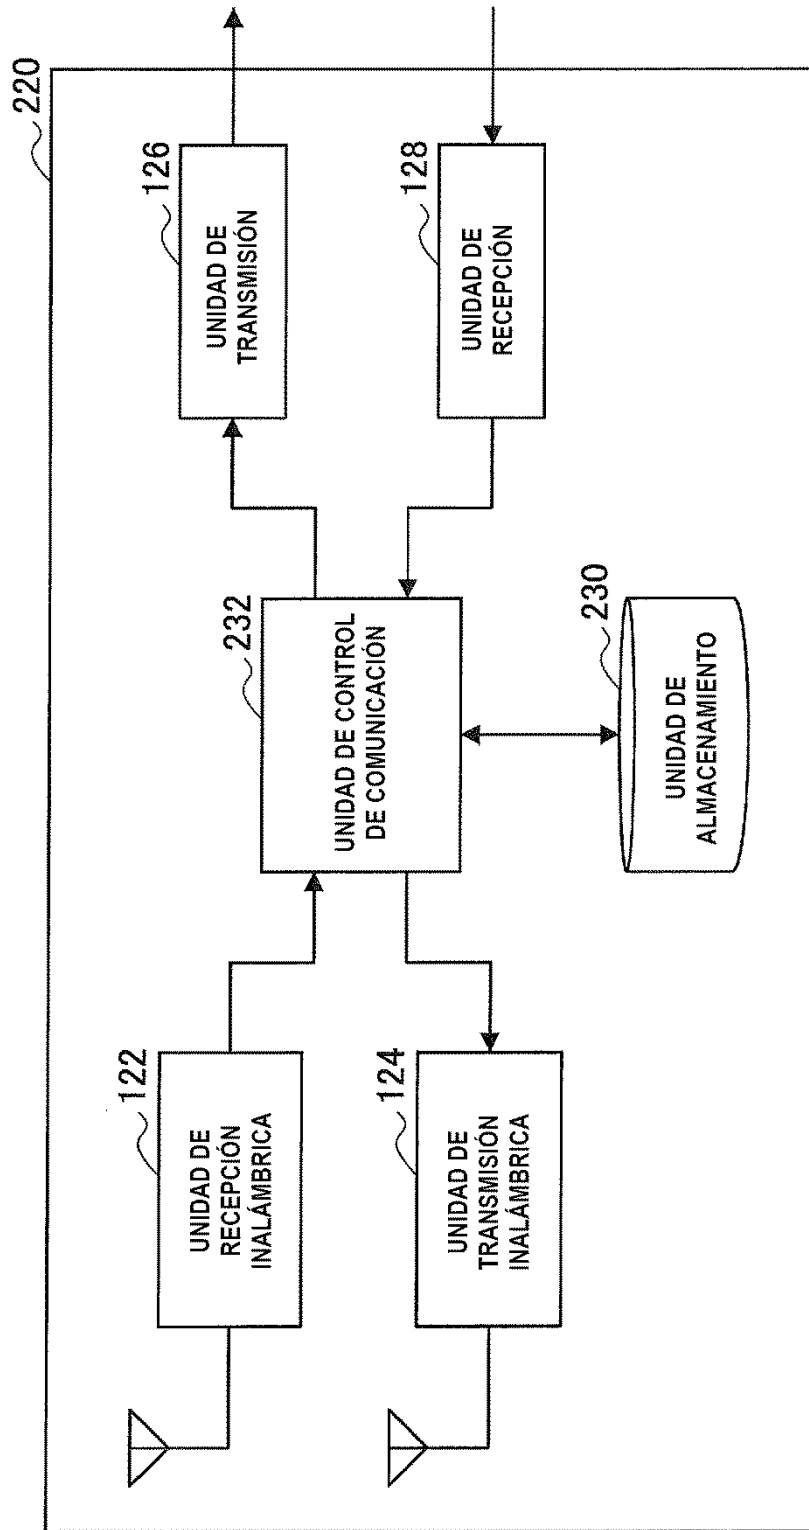 220
122
UNIDAD DE
RECEPCIÓN
INALÁMBRICA
232
UNIDAD DE CONTROL
DE COMUNICACIÓN
126
UNIDAD DE
TRANSMISIÓN
124
UNIDAD DE
TRANSMISIÓN
INALÁMBRICA
128
UNIDAD DE
RECEPCIÓN
230
UNIDAD DE
ALMACENAMIENTO